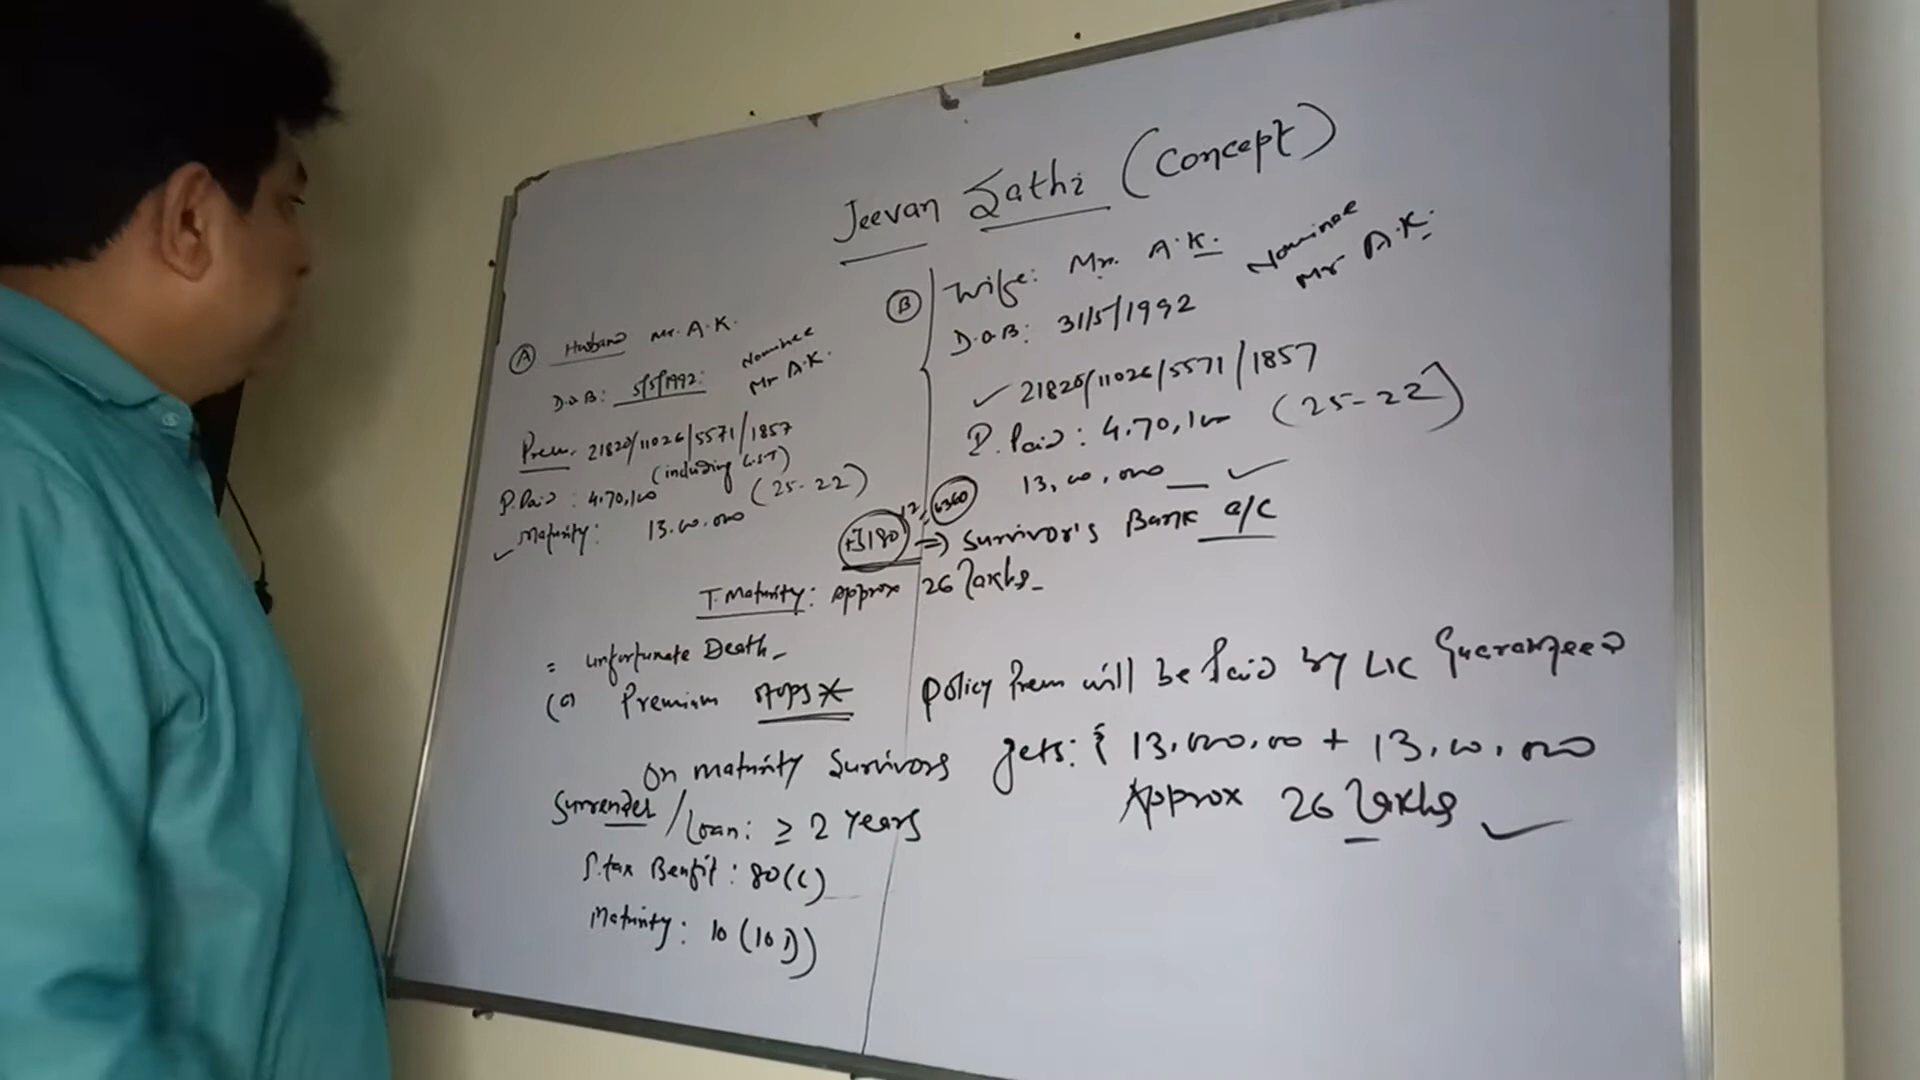 Jeevan Sathi (Concept)
(A) Husband Mr. A.K.
D.O.B: 5/5/1992:
Nominee
Mr A.K.
Prem. 21820/11026/5571/1857
(including GST)
P. Paid : 4.70,100 (25-22)
✓ Maturity: 13.00.000
(B) Wife: Mr. A.K.
Nominee
Mr A.K.
D.O.B: 31/5/1992
✓ 21820/11026/5571/1857
P. Paid : 4.70,100 (25-22)
13,00,000 ✓
+3180 12, 6360
=) Survivor's Bank a/c
T. Maturity: Approx 26 Lakhs
= Unfortunate Death
Premium stops X Policy Prem will be Paid by LIC Guaranteed
On maturity Survivors gets: ₹ 13,000.00 + 13,00,000
Approx 26 Lakhs ✓
Surrender / Loan: ≥ 2 Years
Tax Benfit : 80(C)
Maturity: 10 (10 D)